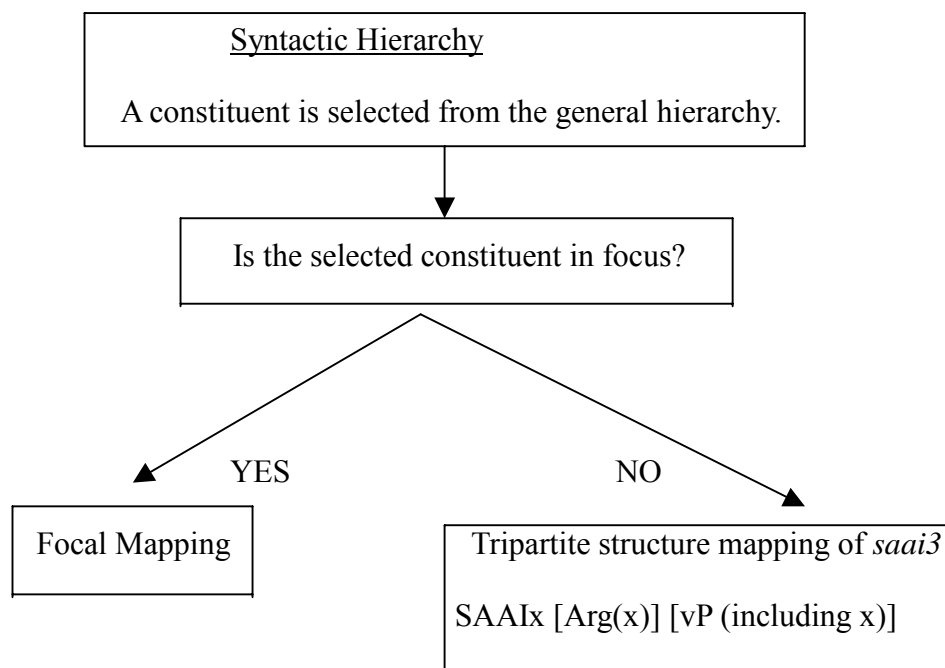 Syntactic Hierarchy
A constituent is selected from the general hierarchy.
Is the selected constituent in focus?
YES
NO
Focal Mapping
Tripartite structure mapping of saai3
SAAIx [Arg(x)] [vP (including x)]